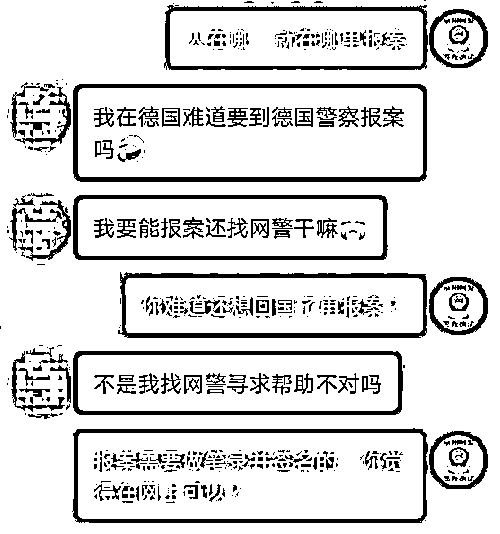 人在哪 就在哪里报案
我在德国难道要到德国警察报案
吗
我要能报案还找网警干嘛
你难道还想回国元里报案？
不是我找网警寻求帮助不对吗
报案需要做笔录并签名的 你觉
得在网上可以？